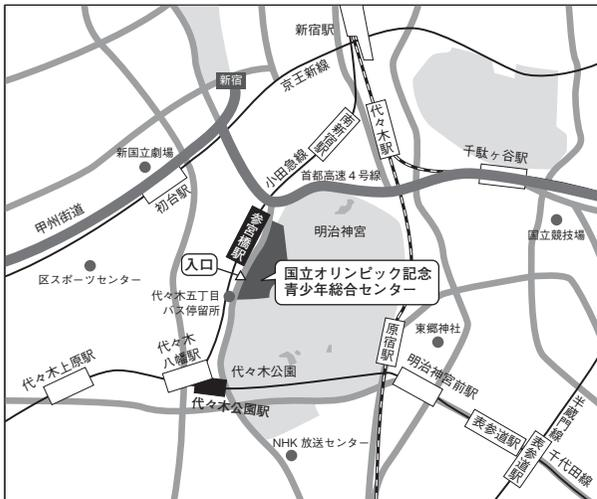 新宿駅
新宿
京王新線
南新宿駅
代々木駅
千駄ヶ谷駅
新国立劇場
小田急線
首都高速4号線
初台駅
甲州街道
参宮橋駅
明治神宮
国立競技場
区スポーツセンター
入口
国立オリンピック記念
青少年総合センター
代々木五丁目
バス停留所
原宿駅
東郷神社
代々木
八幡駅
代々木上原駅
代々木公園
明治神宮前駅
代々木公園駅
表参道駅
半蔵門線
表参道駅
千代田線
NHK 放送センター